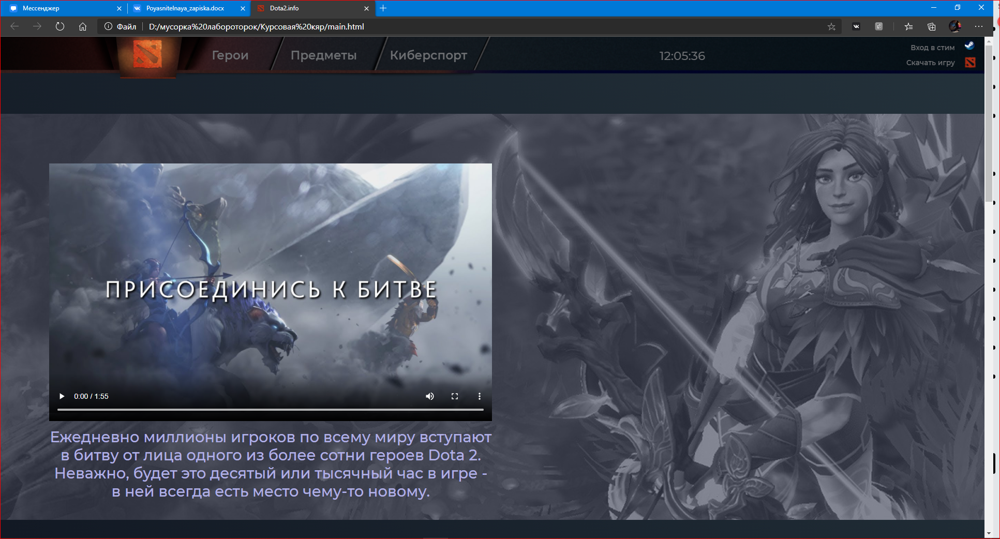 Мессенджер
Poyasnitelnaya_zapiska.docx
Dota2.info
Файл
D:/мусорка%20лабороторок/Курсовая%20кяр/main.html
Герои
Предметы
Киберспорт
12:05:36
Вход в стим
Скачать игру
ПРИСОЕДИНИСЬ К БИТВЕ
0:00 / 1:55
Ежедневно миллионы игроков по всему миру вступают
в битву от лица одного из более сотни героев Dota 2.
Неважно, будет это десятый или тысячный час в игре -
в ней всегда есть место чему-то новому.